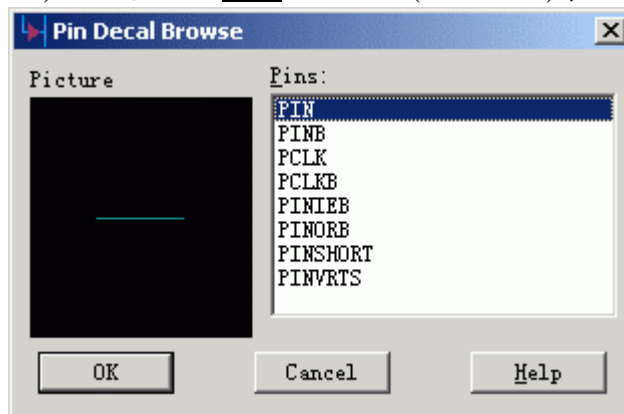 Pin Decal Browse
Picture
Pins:
PIN
PINB
PCLK
PCLKB
PINIEB
PINORB
PINSHORT
PINVRTS
OK
Cancel
Help